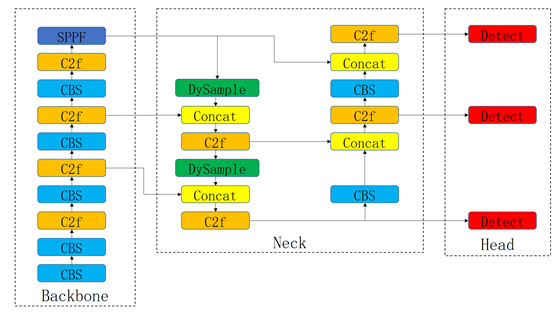 SPPF
C2f
CBS
C2f
CBS
C2f
CBS
C2f
CBS
CBS
Backbone
DySample
Concat
C2f
DySample
Concat
C2f
C2f
Concat
CBS
C2f
Concat
CBS
Neck
Detect
Detect
Detect
Head